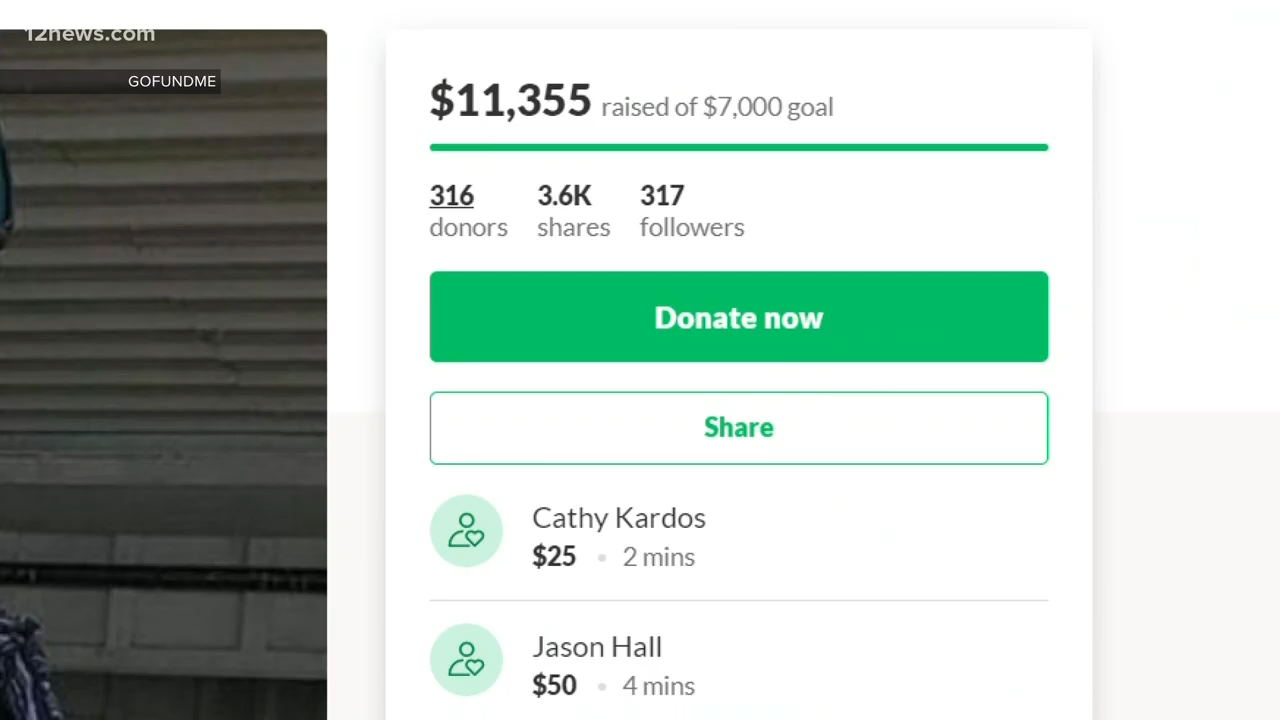 12news.com
GOFUNDME
$11,355 raised of $7,000 goal
316 3.6K 317
donors shares followers
Donate now
Share
Cathy Kardos
$25 • 2 mins
Jason Hall
$50 • 4 mins